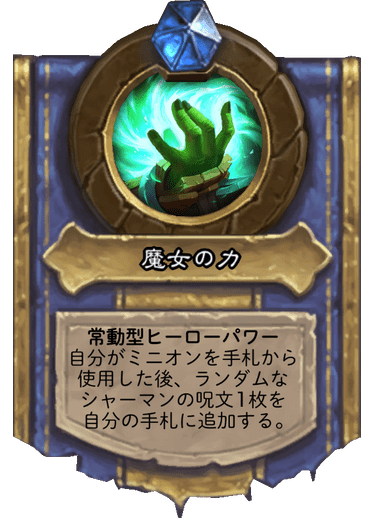 魔女の力
常動型ヒーローパワー
自分がミニオンを手札から
使用した後、ランダムな
シャーマンの呪文1枚を
自分の手札に追加する。